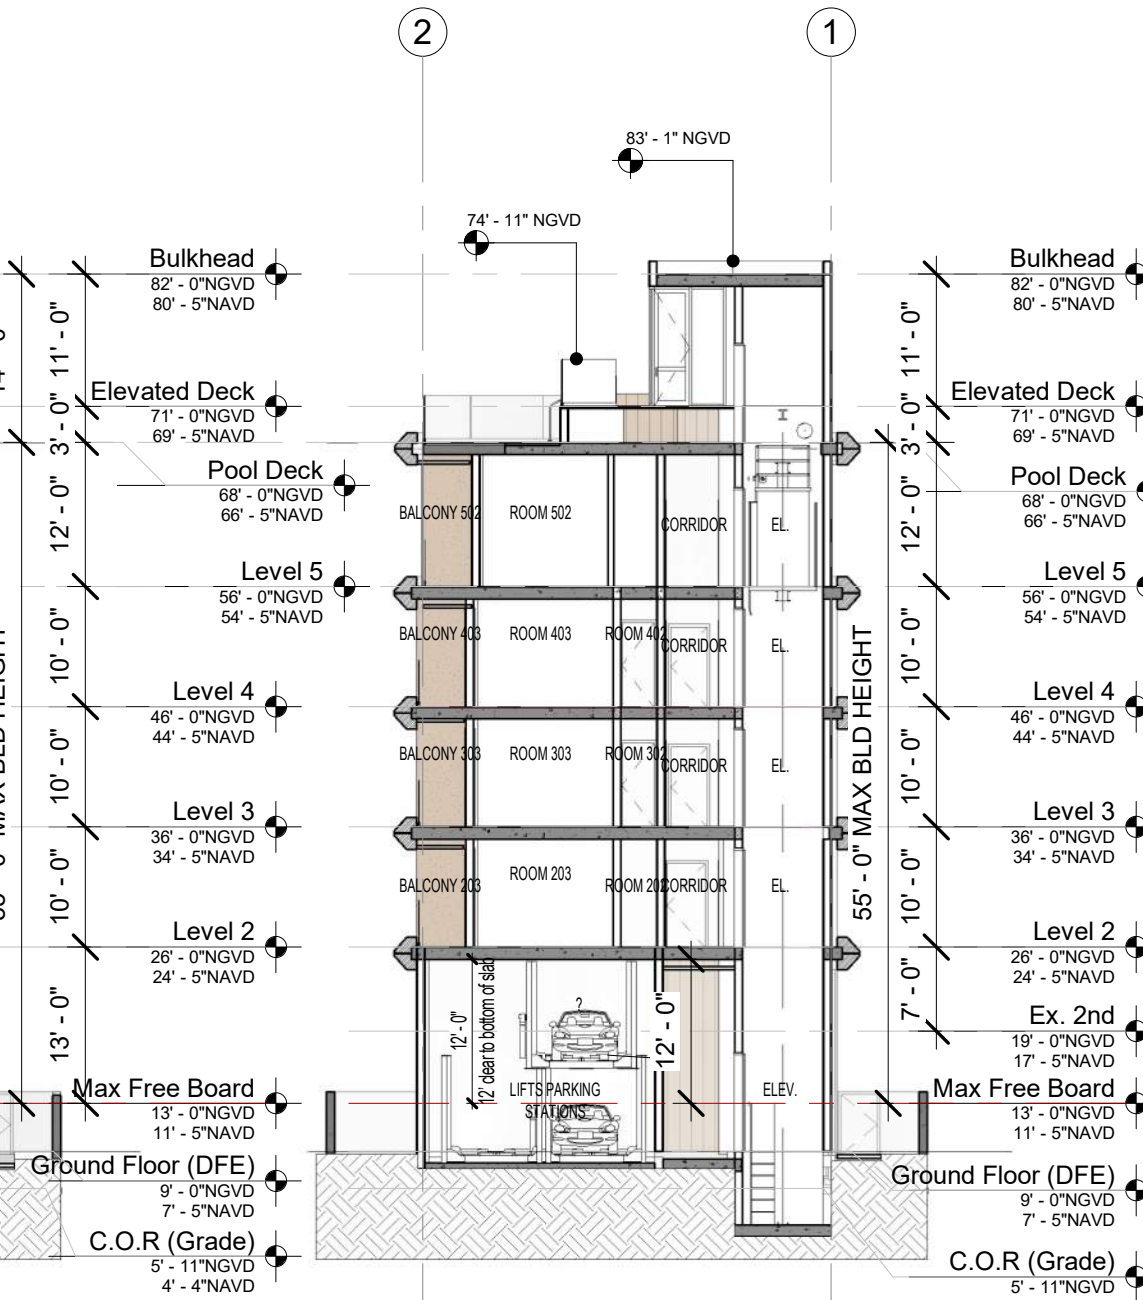 2
1
83' - 1" NGVD
74' - 11" NGVD
Bulkhead
82' - 0"NGVD
80' - 5"NAVD
Elevated Deck
71' - 0"NGVD
69' - 5"NAVD
Pool Deck
68' - 0"NGVD
66' - 5"NAVD
Level 5
56' - 0"NGVD
54' - 5"NAVD
Level 4
46' - 0"NGVD
44' - 5"NAVD
Level 3
36' - 0"NGVD
34' - 5"NAVD
Level 2
26' - 0"NGVD
24' - 5"NAVD
Max Free Board
13' - 0"NGVD
11' - 5"NAVD
Ground Floor (DFE)
9' - 0"NGVD
7' - 5"NAVD
C.O.R (Grade)
5' - 11"NGVD
4' - 4"NAVD
11' - 0"
3' - 0"
12' - 0"
10' - 0"
10' - 0"
10' - 0"
13' - 0"
BALCONY 502
ROOM 502
CORRIDOR
EL.
BALCONY 403
ROOM 403
ROOM 402
CORRIDOR
EL.
BALCONY 303
ROOM 303
ROOM 302
CORRIDOR
EL.
BALCONY 203
ROOM 203
ROOM 202
CORRIDOR
EL.
12' - 0"
12' clear to bottom of slab
?
12' - 0"
LIFTS PARKING
STATIONS
ELEV.
55' - 0" MAX BLD HEIGHT
11' - 0"
3' - 0"
12' - 0"
10' - 0"
10' - 0"
10' - 0"
7' - 0"
Bulkhead
82' - 0"NGVD
80' - 5"NAVD
Elevated Deck
71' - 0"NGVD
69' - 5"NAVD
Pool Deck
68' - 0"NGVD
66' - 5"NAVD
Level 5
56' - 0"NGVD
54' - 5"NAVD
Level 4
46' - 0"NGVD
44' - 5"NAVD
Level 3
36' - 0"NGVD
34' - 5"NAVD
Level 2
26' - 0"NGVD
24' - 5"NAVD
Ex. 2nd
19' - 0"NGVD
17' - 5"NAVD
Max Free Board
13' - 0"NGVD
11' - 5"NAVD
Ground Floor (DFE)
9' - 0"NGVD
7' - 5"NAVD
C.O.R (Grade)
5' - 11"NGVD